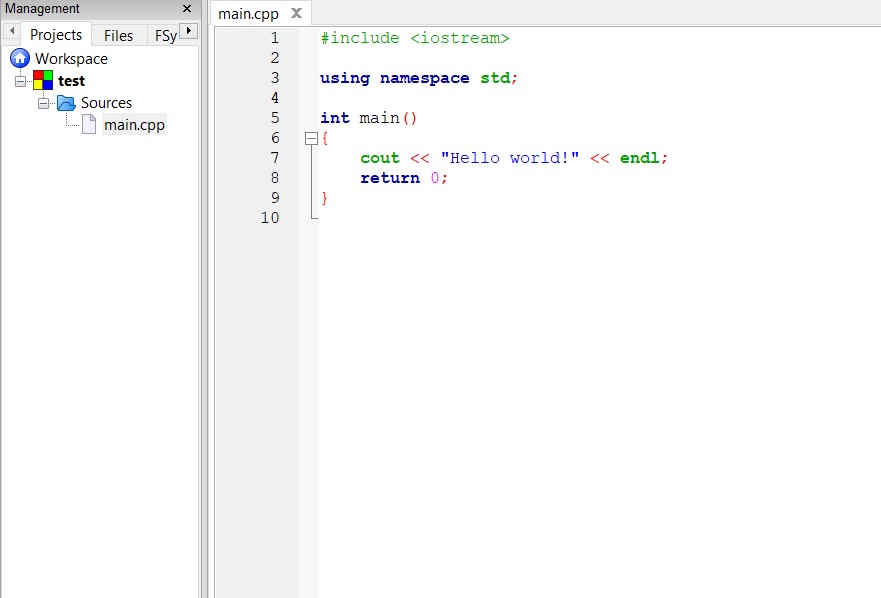 Management
Projects Files FSy
Workspace
test
Sources
main.cpp
main.cpp
1 #include <iostream>
2
3 using namespace std;
4
5 int main()
6 {
7     cout << "Hello world!" << endl;
8     return 0;
9 }
10